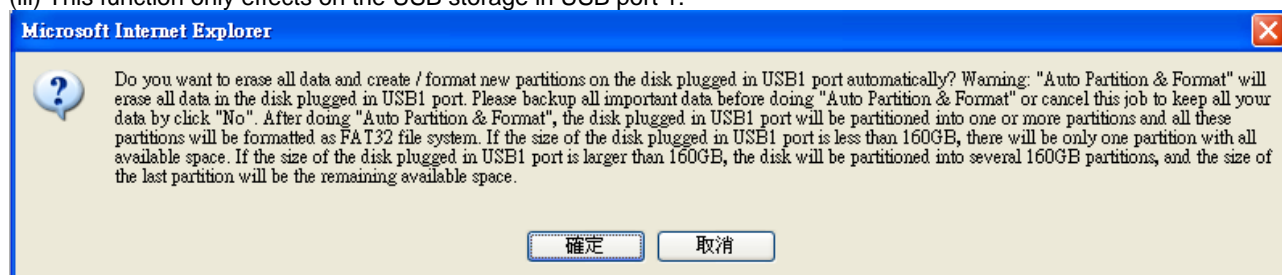 (iii) This function only effects on the USB storage in USB port 1.
Microsoft Internet Explorer
Do you want to erase all data and create / format new partitions on the disk plugged in USB1 port automatically? Warning: "Auto Partition & Format" will
erase all data in the disk plugged in USB1 port. Please backup all important data before doing "Auto Partition & Format" or cancel this job to keep all your
data by click "No". After doing "Auto Partition & Format", the disk plugged in USB1 port will be partitioned into one or more partitions and all these
partitions will be formatted as FAT32 file system. If the size of the disk plugged in USB1 port is less than 160GB, there will be only one partition with all
available space. If the size of the disk plugged in USB1 port is larger than 160GB, the disk will be partitioned into several 160GB partitions, and the size of
the last partition will be the remaining available space.
確定 取消